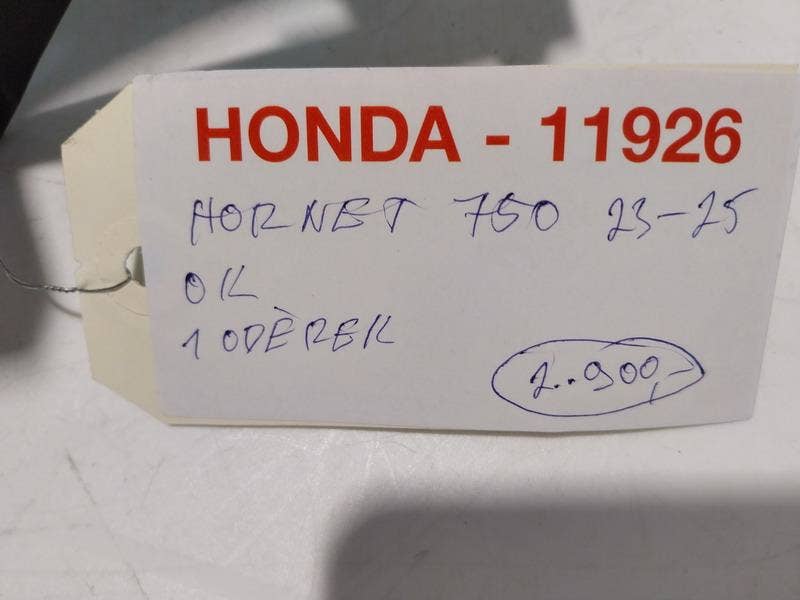 HONDA - 11926
HORNET 750 23-25
OK
1 ODĚREK
2..900,-